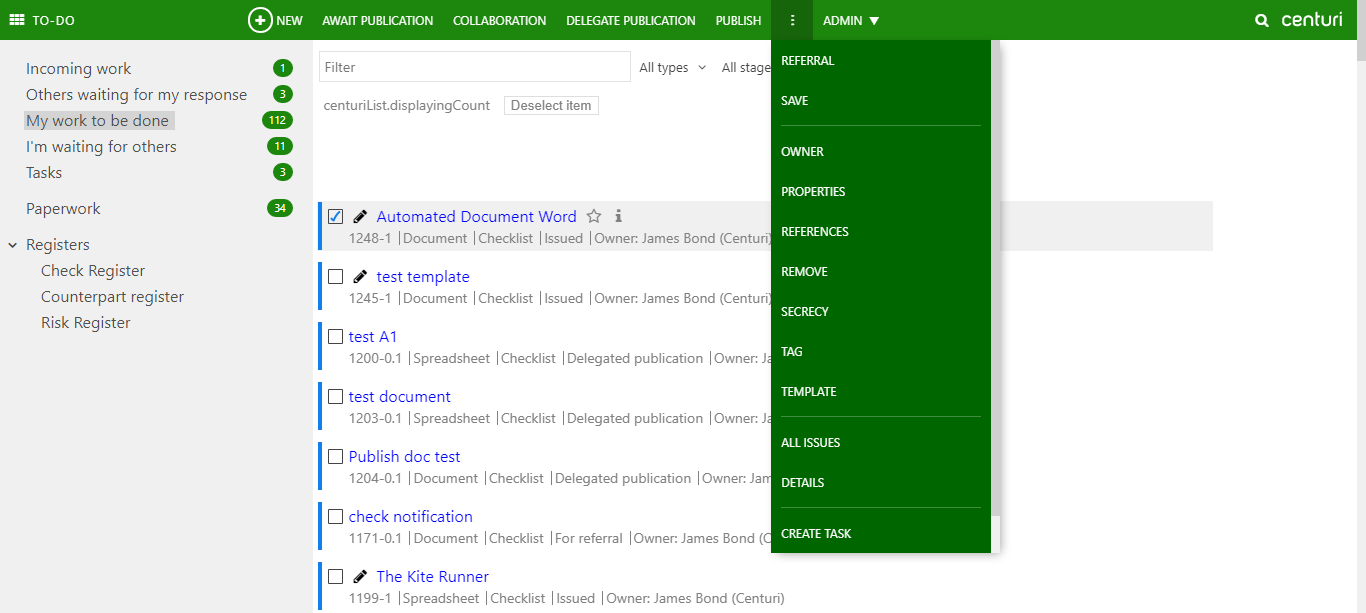 TO-DO NEW AWAIT PUBLICATION COLLABORATION DELEGATE PUBLICATION PUBLISH ADMIN centuri
Incoming work 1
Others waiting for my response 3
My work to be done 112
I'm waiting for others 11
Tasks 3
Paperwork 34
Registers
Check Register
Counterpart register
Risk Register
Filter All types All stage
centuriList.displayingCount Deselect item
Automated Document Word
1248-1 |Document |Checklist |Issued |Owner: James Bond (Centuri)
test template
1245-1 |Document |Checklist |Issued |Owner: James Bond (Centuri)
test A1
1200-0.1 |Spreadsheet |Checklist |Delegated publication |Owner: Ja
test document
1203-0.1 |Spreadsheet |Checklist |Delegated publication |Owner: Ja
Publish doc test
1204-0.1 |Document |Checklist |Delegated publication |Owner: Jam
check notification
1171-0.1 |Document |Checklist |For referral |Owner: James Bond (C
The Kite Runner
1199-1 |Spreadsheet |Checklist |Issued |Owner: James Bond (Centuri)
REFERRAL
SAVE
OWNER
PROPERTIES
REFERENCES
REMOVE
SECRECY
TAG
TEMPLATE
ALL ISSUES
DETAILS
CREATE TASK